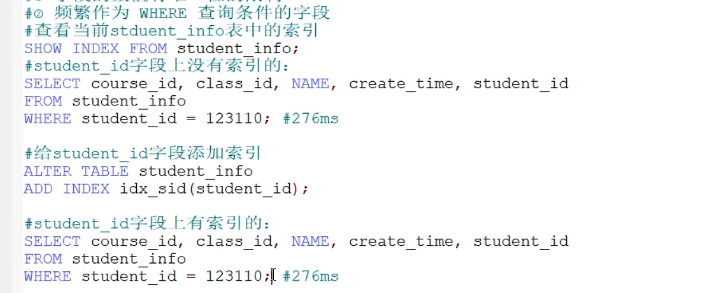 #② 频繁作为 WHERE 查询条件的字段
#查看当前stduent_info表中的索引
SHOW INDEX FROM student_info;
#student_id字段上没有索引的：
SELECT course_id, class_id, NAME, create_time, student_id
FROM student_info
WHERE student_id = 123110; #276ms
#给student_id字段添加索引
ALTER TABLE student_info
ADD INDEX idx_sid(student_id);
#student_id字段上有索引的：
SELECT course_id, class_id, NAME, create_time, student_id
FROM student_info
WHERE student_id = 123110; #276ms